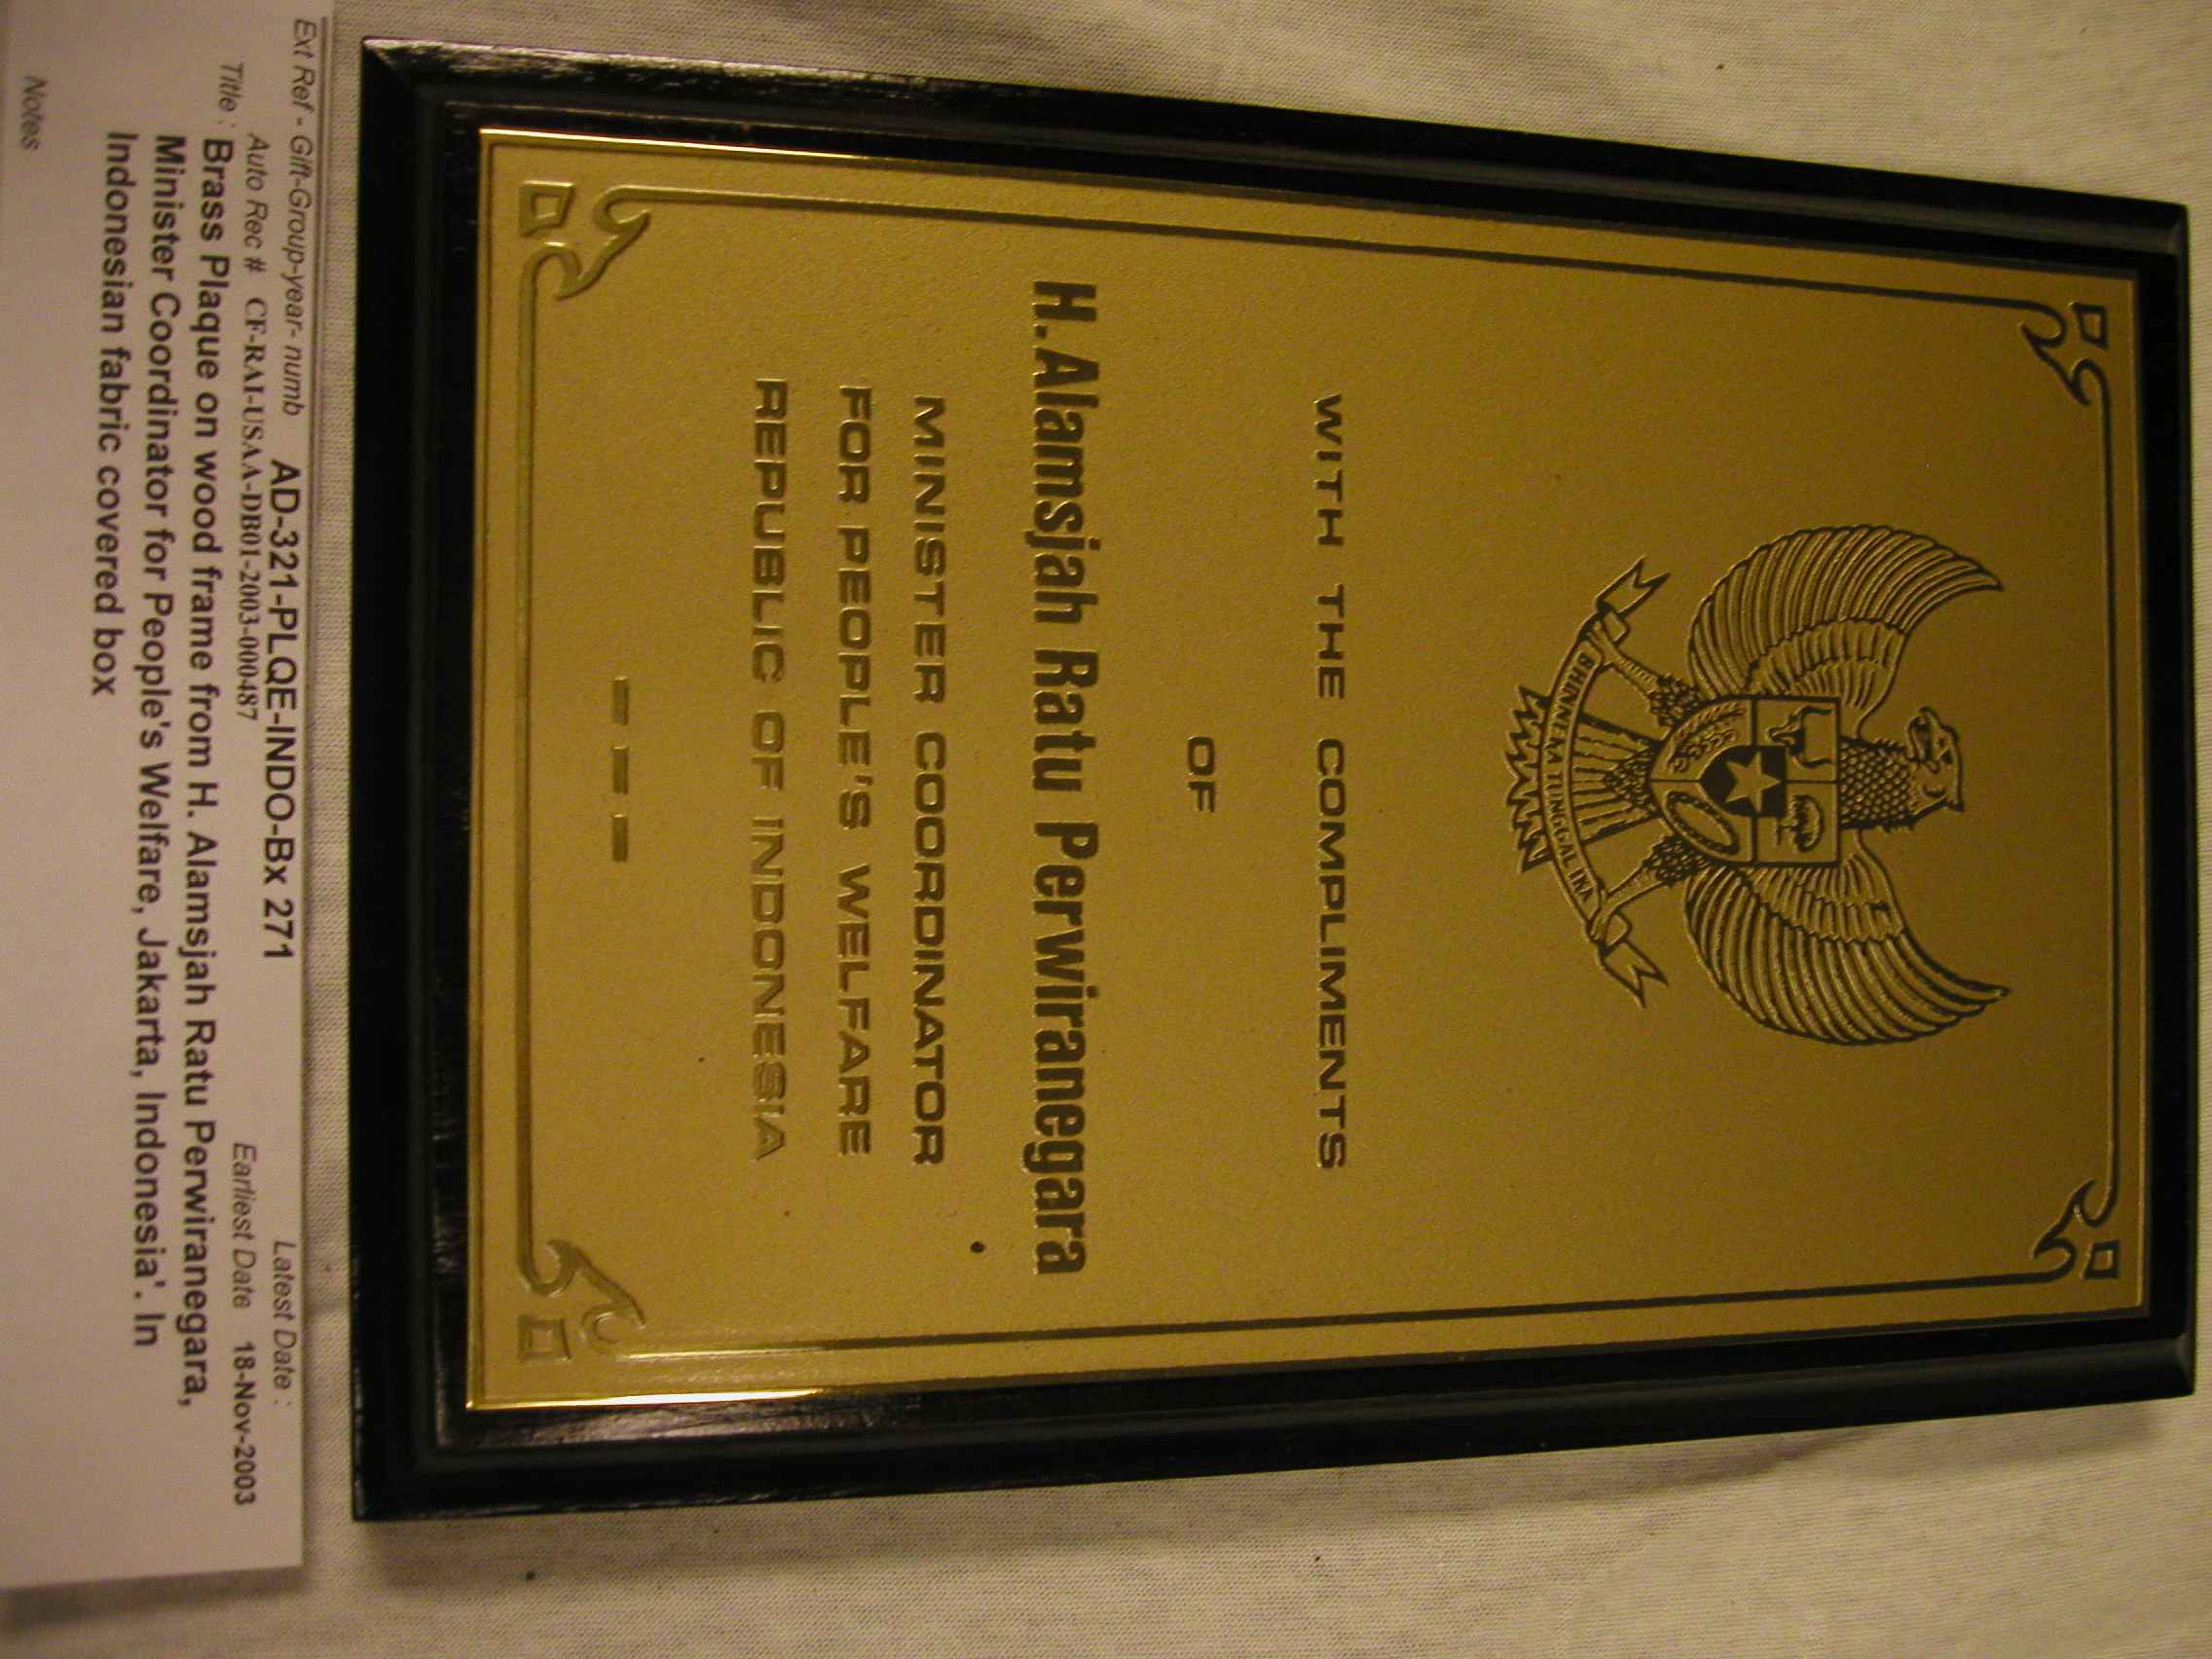 BHINNEKA TUNGGAL IKA
WITH THE COMPLIMENTS
OF
H. Alamsjah Ratu Perwiranegara
MINISTER COORDINATOR
FOR PEOPLE'S WELFARE
REPUBLIC OF INDONESIA
Ext Ref - Gift-Group-year- numb AD-321-PLQE-INDO-Bx 271 Latest Date :
Auto Rec # CF-RAI-USAA-DB01-2003-000487 Earliest Date 18-Nov-2003
Title : Brass Plaque on wood frame from H. Alamsjah Ratu Perwiranegara,
Minister Coordinator for People's Welfare, Jakarta, Indonesia'. In
Indonesian fabric covered box
Notes